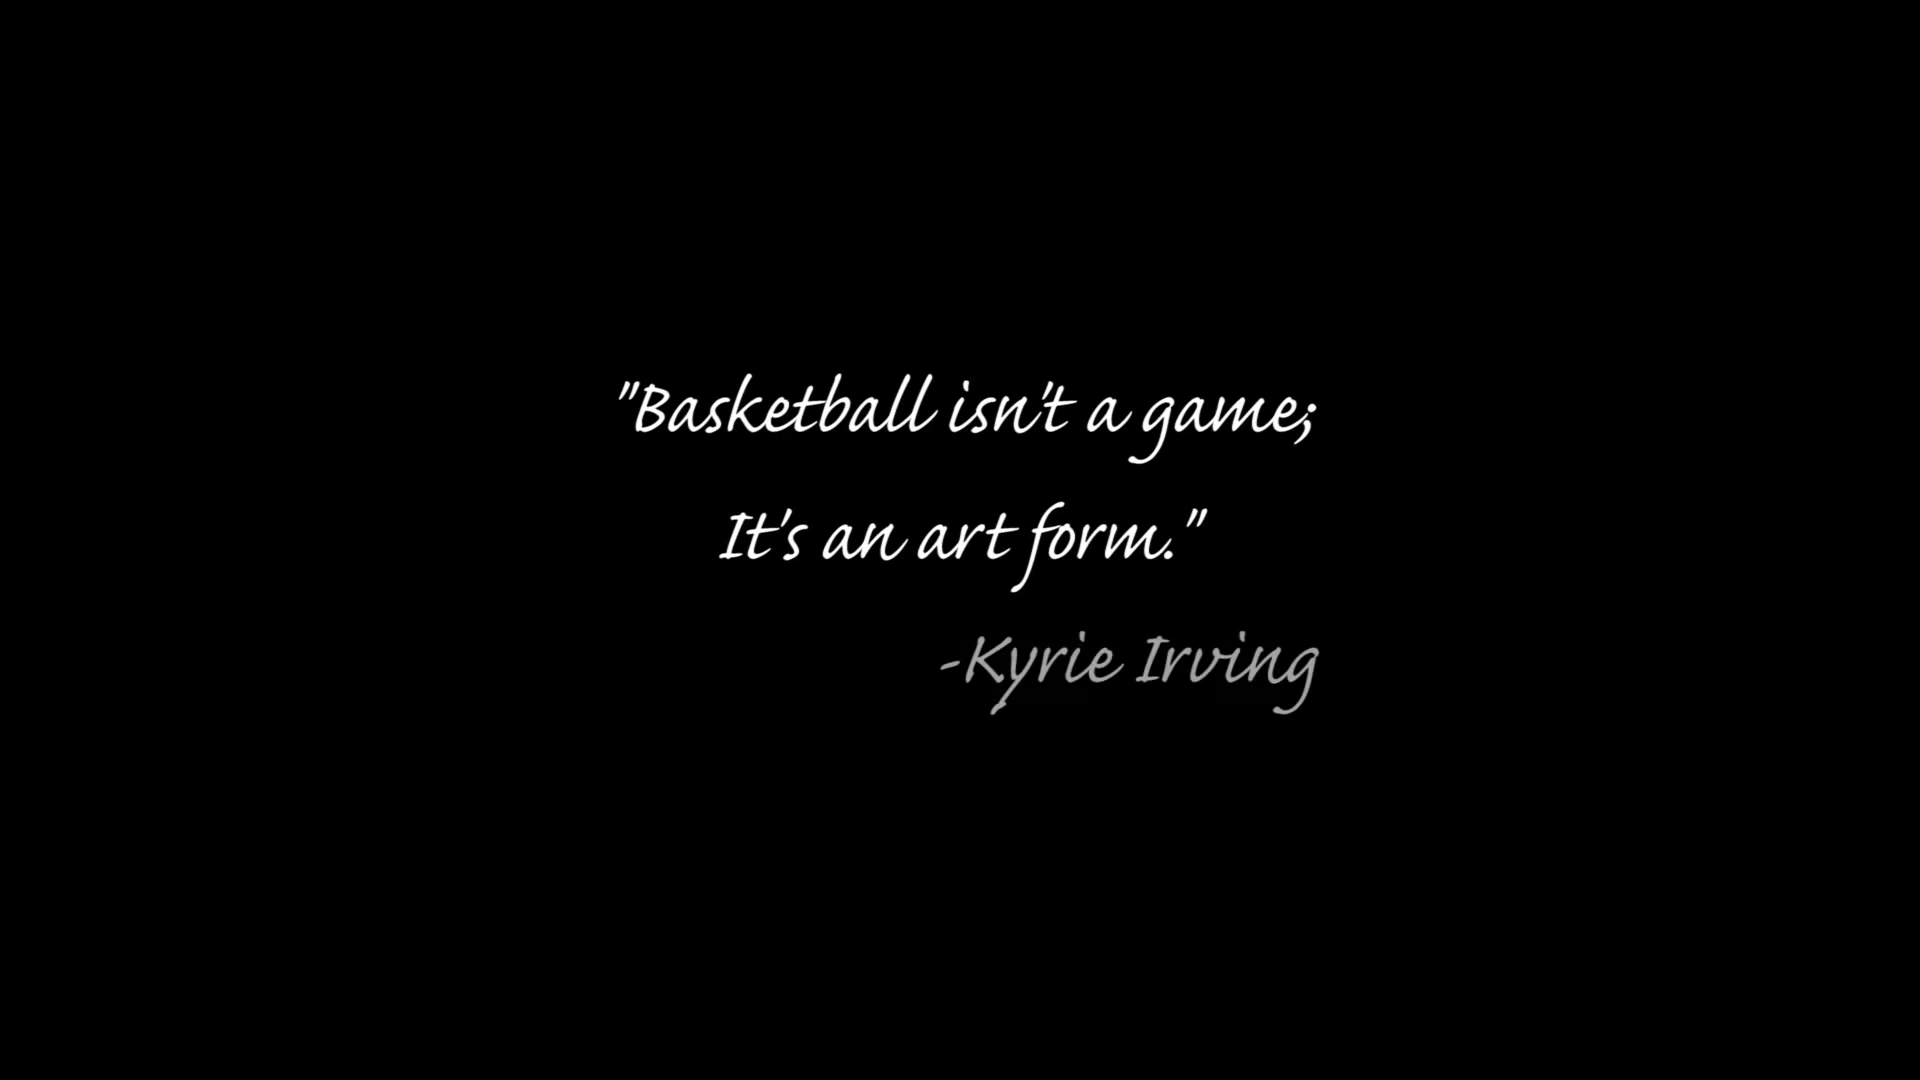 "Basketball isn't a game;
It's an art form."
-Kyrie Irving